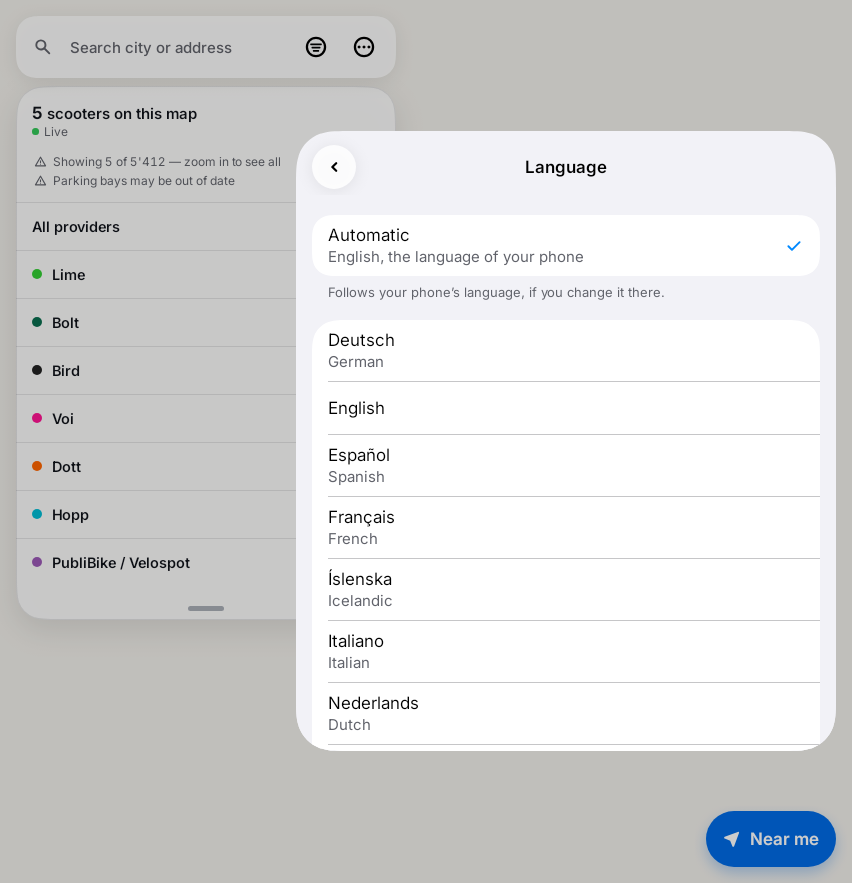 Search city or address
5 scooters on this map
Live
Showing 5 of 5'412 — zoom in to see all
Parking bays may be out of date
All providers
Lime
Bolt
Bird
Voi
Dott
Hopp
PubliBike / Velospot
Language
Automatic
English, the language of your phone
Follows your phone’s language, if you change it there.
Deutsch
German
English
Español
Spanish
Français
French
Íslenska
Icelandic
Italiano
Italian
Nederlands
Dutch
Near me